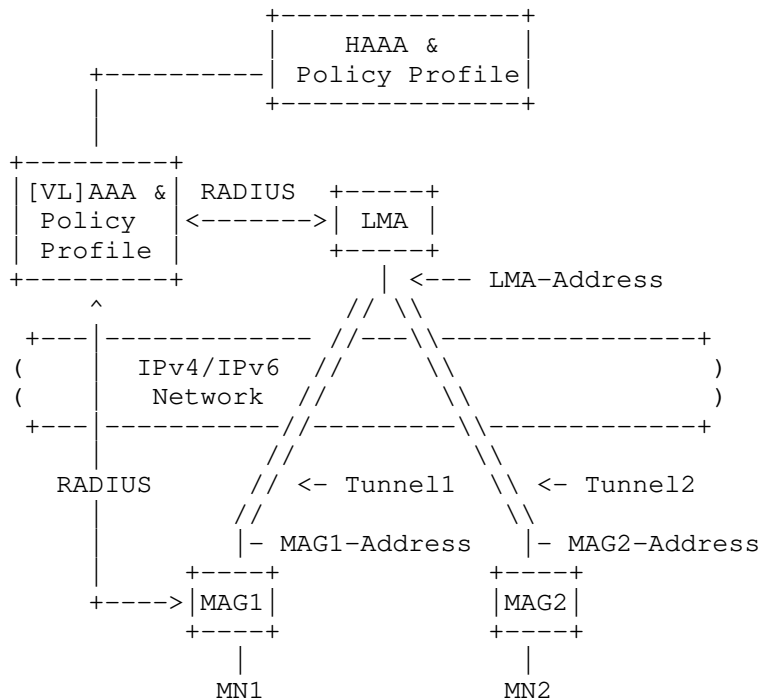 HAAA &
Policy Profile
[VL]AAA & RADIUS
Policy LMA
Profile
<--- LMA-Address
IPv4/IPv6
Network
RADIUS <- Tunnel1 <- Tunnel2
|- MAG1-Address |- MAG2-Address
MAG1 MAG2
MN1 MN2